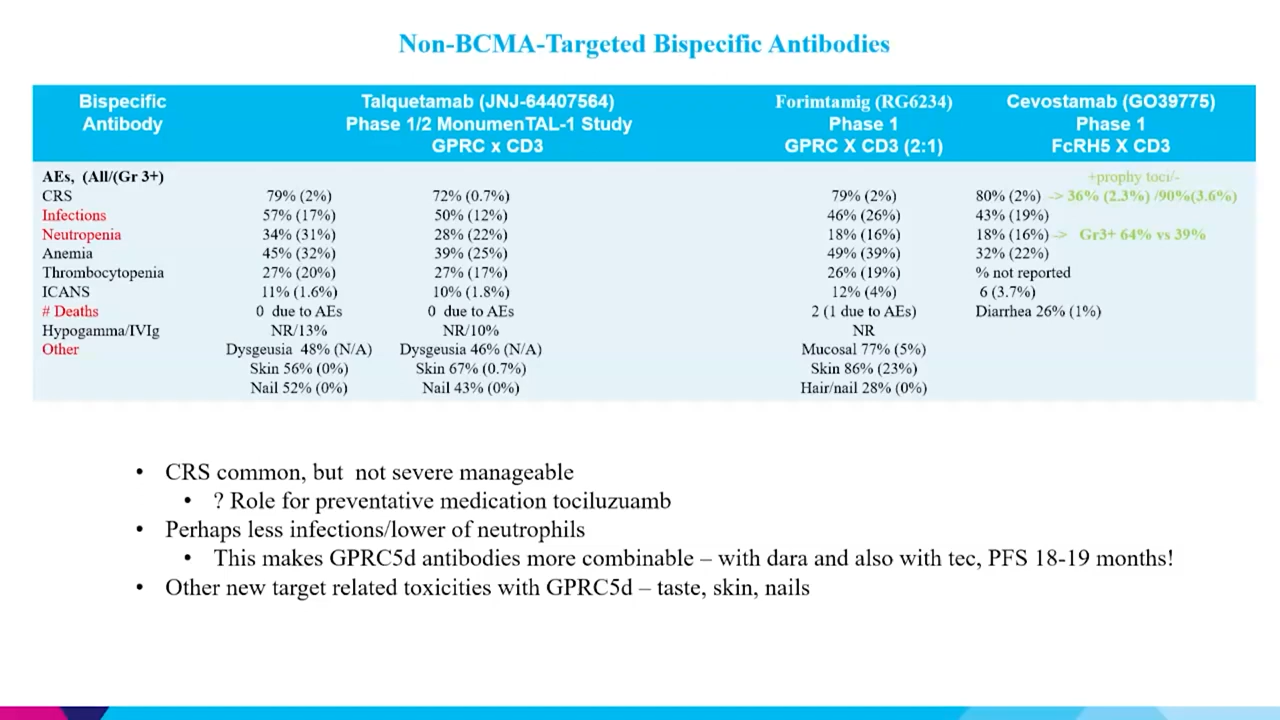 Non-BCMA-Targeted Bispecific Antibodies
Bispecific Antibody Talquetamab (JNJ-64407564) Phase 1/2 MonumenTAL-1 Study GPRC x CD3 Forimtamig (RG6234) Phase 1 GPRC X CD3 (2:1) Cevostamab (GO39775) Phase 1 FcRH5 X CD3
AEs, (All/(Gr 3+) +prophy toci/-
CRS 79% (2%) 72% (0.7%) 79% (2%) 80% (2%) -> 36% (2.3%) /90%(3.6%)
Infections 57% (17%) 50% (12%) 46% (26%) 43% (19%)
Neutropenia 34% (31%) 28% (22%) 18% (16%) 18% (16%) -> Gr3+ 64% vs 39%
Anemia 45% (32%) 39% (25%) 49% (39%) 32% (22%)
Thrombocytopenia 27% (20%) 27% (17%) 26% (19%) % not reported
ICANS 11% (1.6%) 10% (1.8%) 12% (4%) 6 (3.7%)
# Deaths 0 due to AEs 0 due to AEs 2 (1 due to AEs) Diarrhea 26% (1%)
Hypogamma/IVIg NR/13% NR/10% NR
Other Dysgeusia 48% (N/A) Dysgeusia 46% (N/A) Mucosal 77% (5%)
Skin 56% (0%) Skin 67% (0.7%) Skin 86% (23%)
Nail 52% (0%) Nail 43% (0%) Hair/nail 28% (0%)
• CRS common, but not severe manageable
• ? Role for preventative medication tociluzuamb
• Perhaps less infections/lower of neutrophils
• This makes GPRC5d antibodies more combinable – with dara and also with tec, PFS 18-19 months!
• Other new target related toxicities with GPRC5d – taste, skin, nails